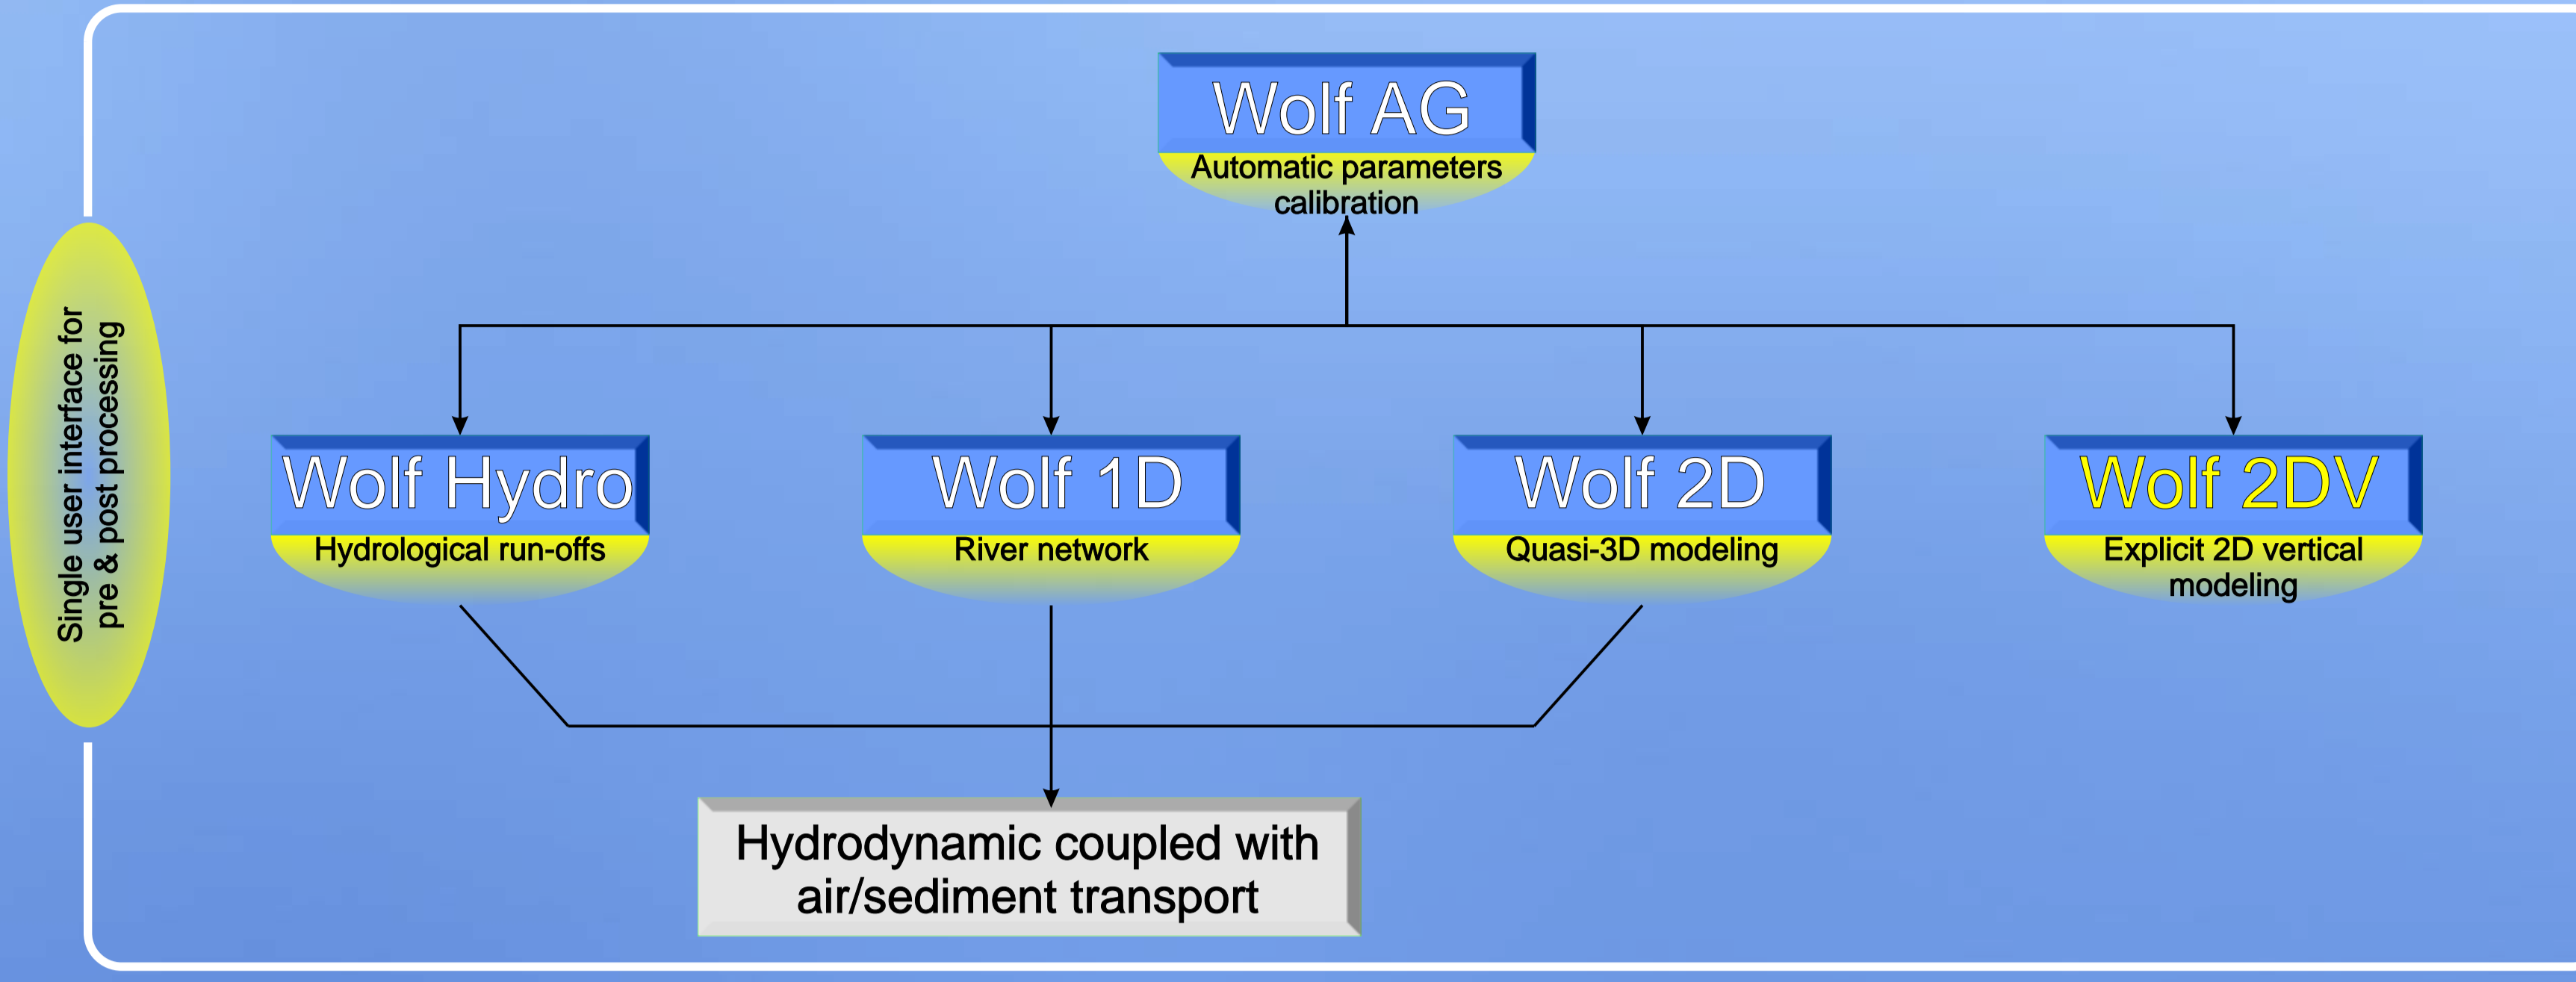 Wolf AG
Automatic parameters
calibration
Single user interface for
pre & post processing
Wolf Hydro
Hydrological run-offs
Wolf 1D
River network
Wolf 2D
Quasi-3D modeling
Wolf 2DV
Explicit 2D vertical
modeling
Hydrodynamic coupled with
air/sediment transport